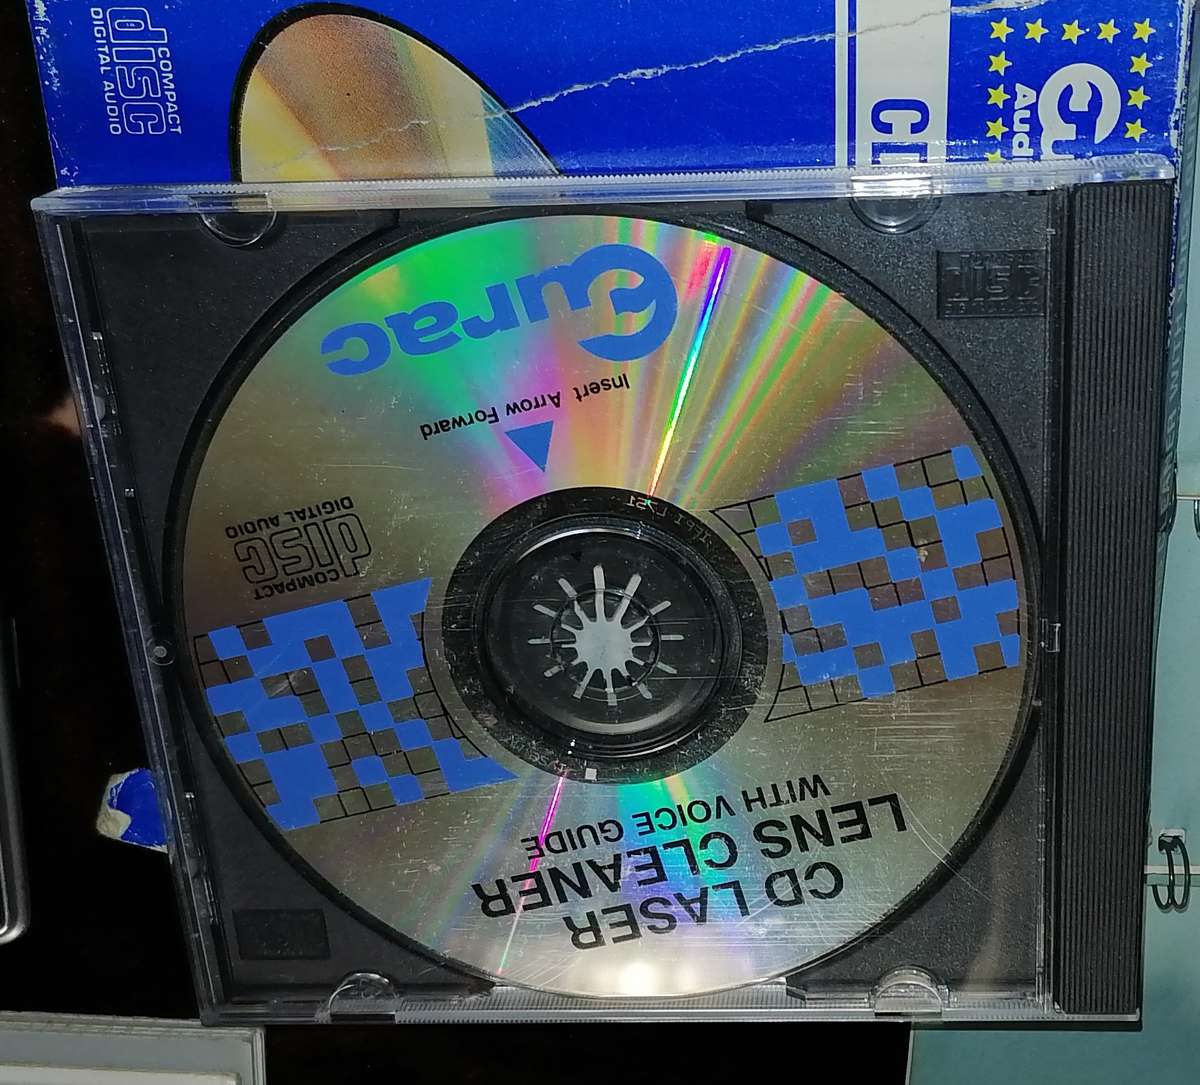 COMPACT
disc
DIGITAL AUDIO
Curac
Insert Arrow Forward
COMPACT
disc
DIGITAL AUDIO
CD LASER
LENS CLEANER
WITH VOICE GUIDE